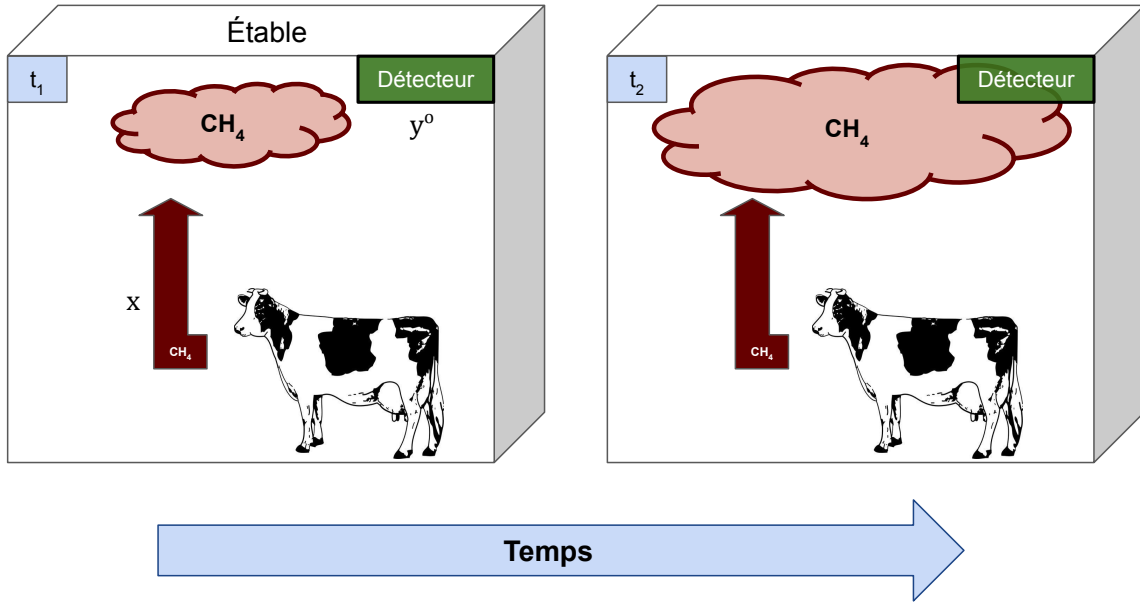 Étable
t₁
Détecteur
CH₄
yᵒ
x
CH₄
t₂
Détecteur
CH₄
CH₄
Temps